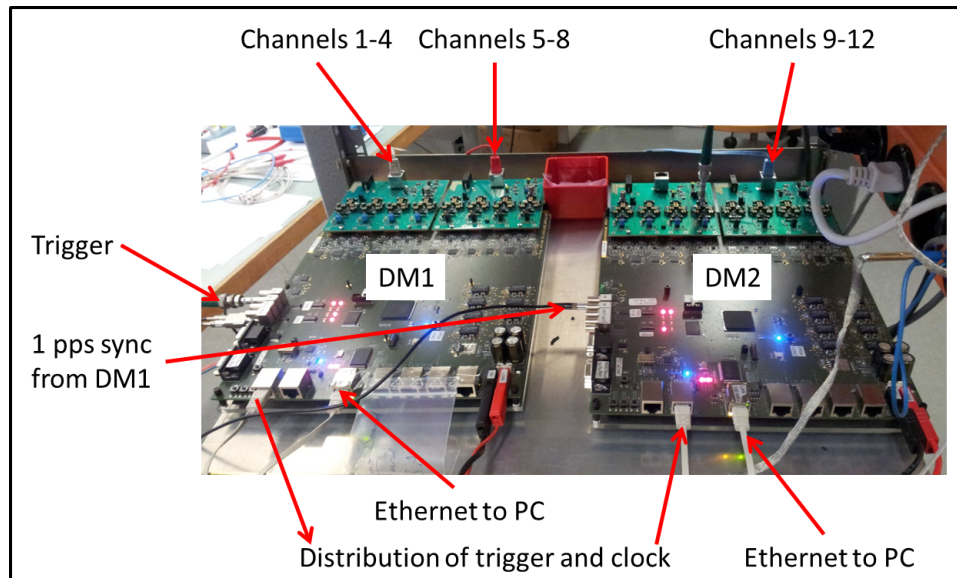 Channels 1-4
Channels 5-8
Channels 9-12
Trigger
DM1
DM2
1 pps sync
from DM1
Ethernet to PC
Distribution of trigger and clock
Ethernet to PC